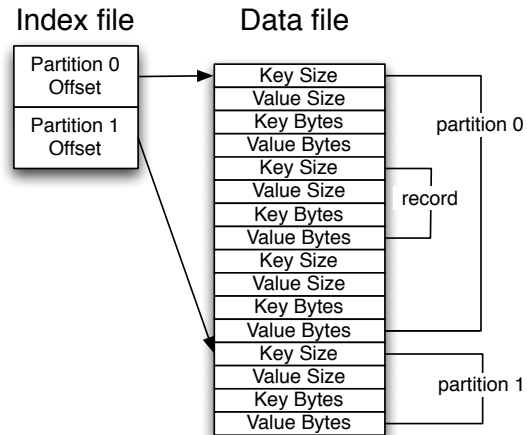 Index file
Data file
Partition 0
Offset
Partition 1
Offset
Key Size
Value Size
Key Bytes
Value Bytes
Key Size
Value Size
Key Bytes
Value Bytes
Key Size
Value Size
Key Bytes
Value Bytes
Key Size
Value Size
Key Bytes
Value Bytes
partition 0
record
partition 1